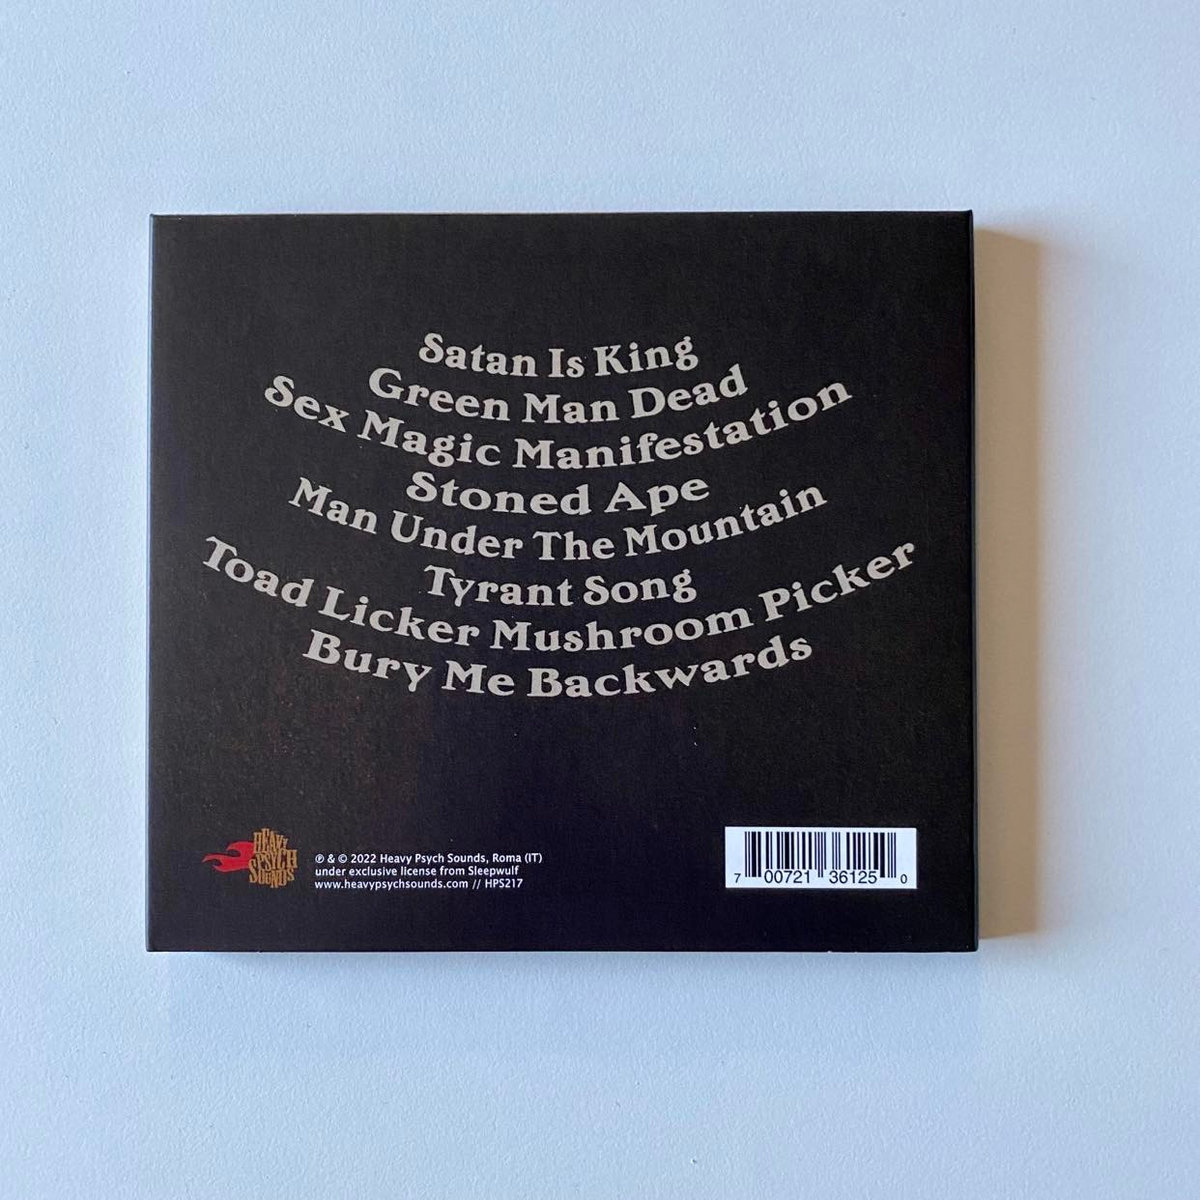 Satan Is King
Green Man Dead
Sex Magic Manifestation
Stoned Ape
Man Under The Mountain
Tyrant Song
Toad Licker Mushroom Picker
Bury Me Backwards
HEAVY
PSYCH
SOUNDS
℗ & © 2022 Heavy Psych Sounds, Roma (IT)
under exclusive license from Sleepwulf
www.heavypsychsounds.com // HPS217
7 00721 36125 0